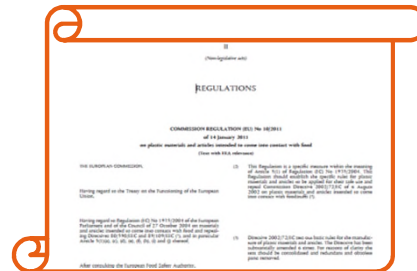 II
(Non-legislative acts)
REGULATIONS
COMMISSION REGULATION (EU) No 10/2011
of 14 January 2011
on plastic materials and articles intended to come into contact with food
(Text with EEA relevance)
THE EUROPEAN COMMISSION,
Having regard to the Treaty on the Functioning of the European
Union,
Having regard to Regulation (EC) No 1935/2004 of the European
Parliament and of the Council of 27 October 2004 on materials
and articles intended to come into contact with food and repeal-
ing Directives 80/590/EEC and 89/109/EEC (1), and in particular
After consulting the European Food Safety Authority,
This Regulation is a specific measure within the meaning
of Article 5(1) of Regulation (EC) No 1935/2004. This
Regulation should establish the specific rules for plastic
materials and articles to be applied for their safe use and
repeal Commission Directive 2002/72/EC of 6 August
2002 on plastic materials and articles intended to
come into contact with foodstuffs
Directive 2002/72/EC sets out basic rules for the manufac-
ture of plastic materials and articles. The Directive has been
substantially amended 6 times. For reasons of clarity the
text should be consolidated and redundant and obsolete
parts removed.